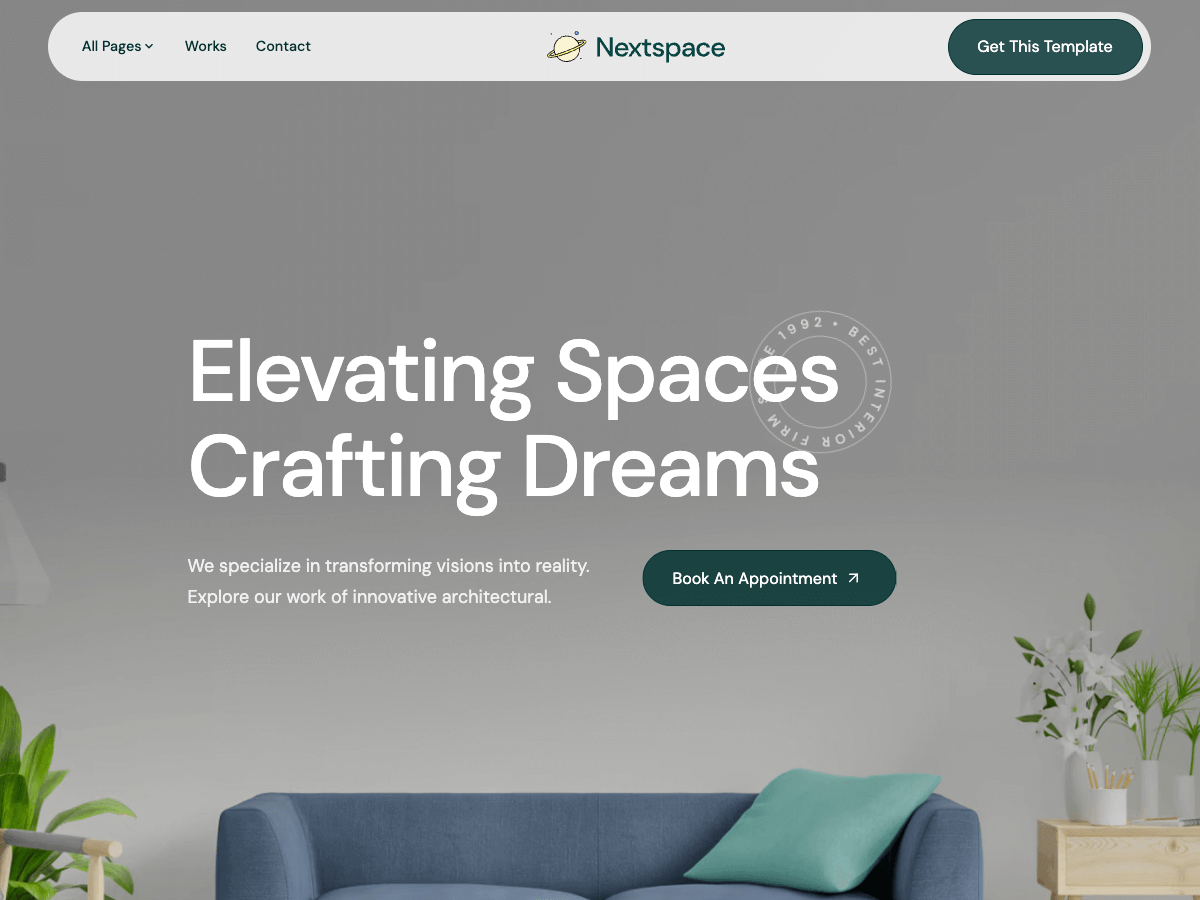 All Pages
Works
Contact
Nextspace
Get This Template
Elevating Spaces
Crafting Dreams
1992 • BEST INTERIOR FIRM
We specialize in transforming visions into reality.
Explore our work of innovative architectural.
Book An Appointment